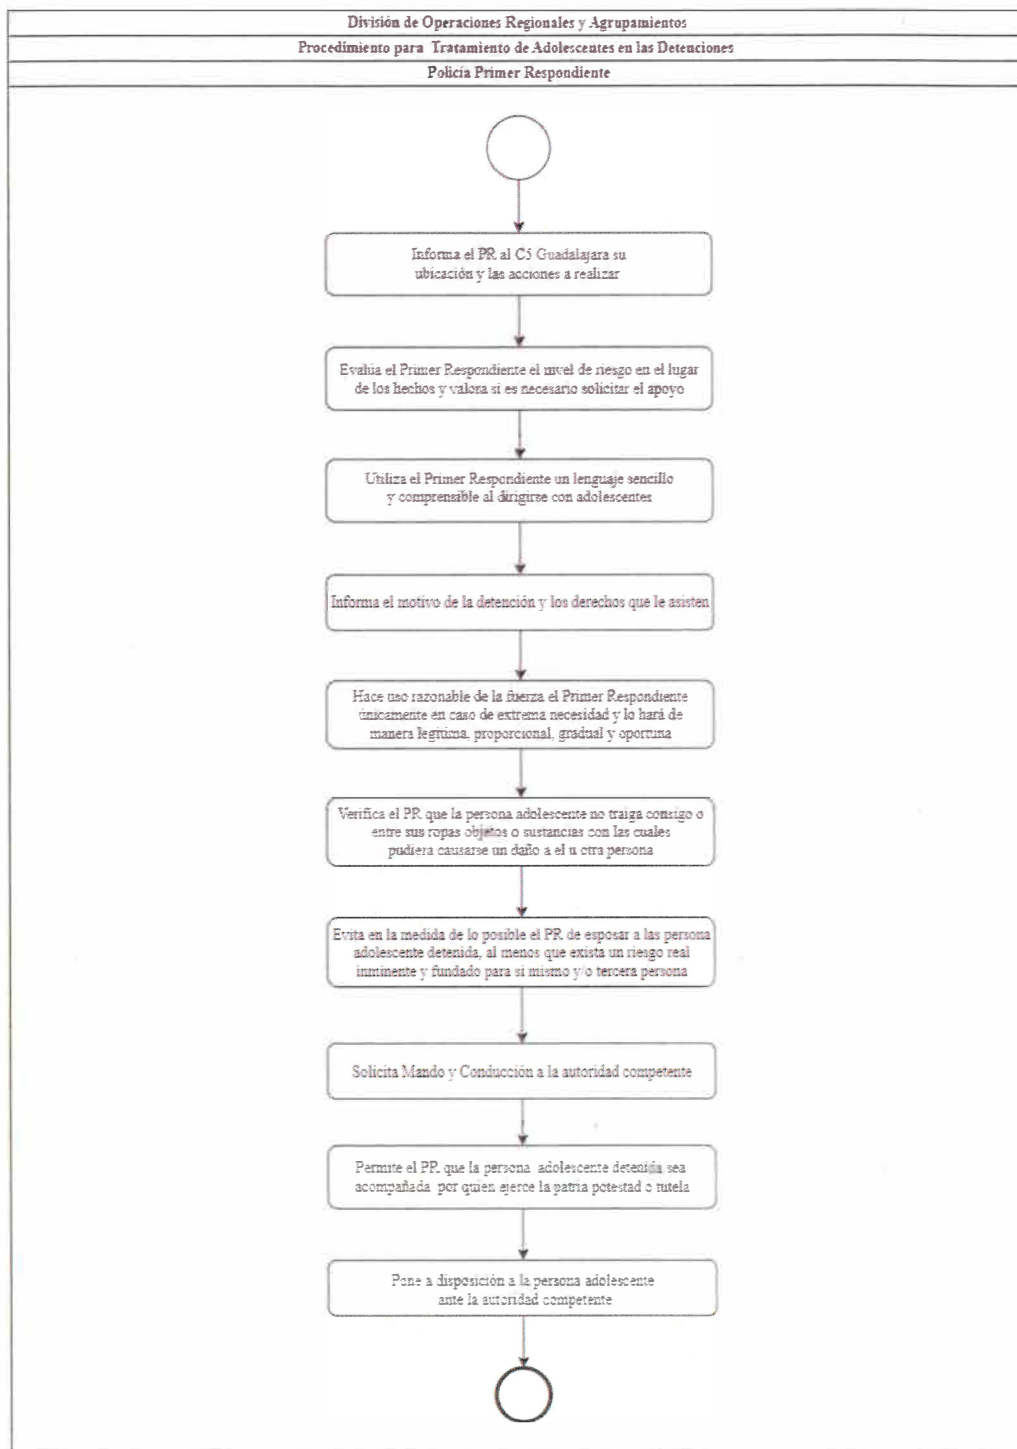 División de Operaciones Regionales y Agrupamientos
Procedimiento para Tratamiento de Adolescentes en las Detenciones
Policía Primer Respondiente
Informa el PR al C5 Guadalajara su
ubicación y las acciones a realizar
Evalúa el Primer Respondiente el nivel de riesgo en el lugar
de los hechos y valora si es necesario solicitar el apoyo
Utiliza el Primer Respondiente un lenguaje sencillo
y comprensible al dirigirse con adolescentes
Informa el motivo de la detención y los derechos que le asisten
Hace uso razonable de la fuerza el Primer Respondiente
únicamente en caso de extrema necesidad y lo hará de
manera legítima, proporcional, gradual y oportuna
Verifica el PR que la persona adolescente no traiga consigo o
entre sus ropas objetos o sustancias con las cuales
pudiera causarse un daño a el u otra persona
Evita en la medida de lo posible el PR de esposar a las persona
adolescente detenida, al menos que exista un riesgo real
inminente y fundado para si mismo y/o tercera persona
Solicita Mando y Conducción a la autoridad competente
Permite el PR que la persona adolescente detenida sea
acompañada por quien ejerce la patria potestad o tutela
Pone a disposición a la persona adolescente
ante la autoridad competente